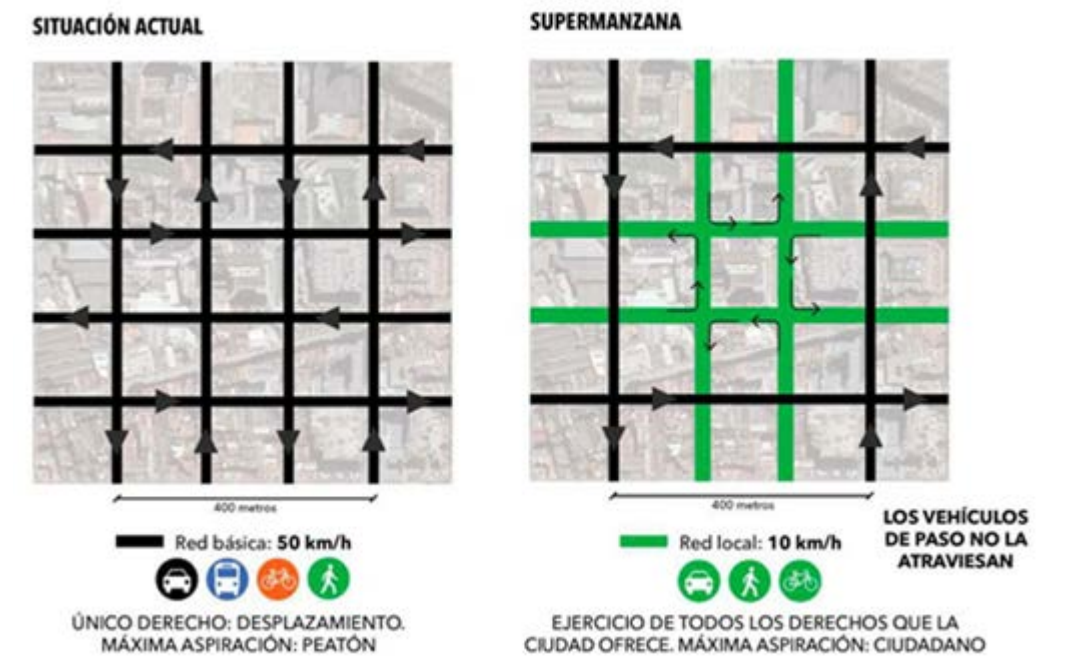 SITUACIÓN ACTUAL
400 metros
Red básica: 50 km/h
ÚNICO DERECHO: DESPLAZAMIENTO.
MÁXIMA ASPIRACIÓN: PEATÓN
SUPERMANZANA
400 metros
LOS VEHÍCULOS
DE PASO NO LA
ATRAVIESAN
Red local: 10 km/h
EJERCICIO DE TODOS LOS DERECHOS QUE LA
CIUDAD OFRECE. MÁXIMA ASPIRACIÓN: CIUDADANO